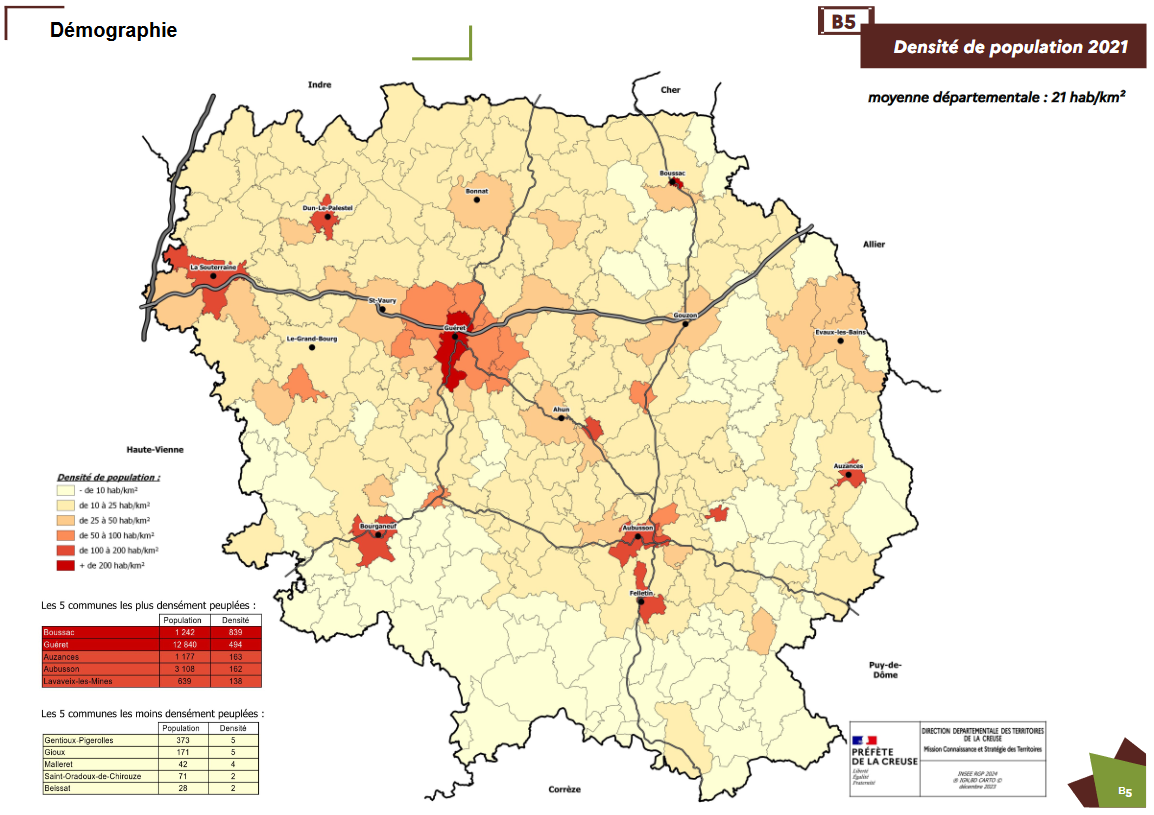 Démographie
B5
Densité de population 2021
moyenne départementale : 21 hab/km²
Indre
Cher
Boussac
Bonnat
Dun-Le-Palestel
Allier
La Souterraine
St-Vaury
Gouzon
Guéret
Evaux-les-Bains
Le-Grand-Bourg
Ahun
Haute-Vienne
Auzances
Densité de population :
- de 10 hab/km²
de 10 à 25 hab/km²
de 25 à 50 hab/km²
de 50 à 100 hab/km²
de 100 à 200 hab/km²
+ de 200 hab/km²
Bourganeuf
Aubusson
Felletin
Les 5 communes les plus densément peuplées :
Population Densité
Boussac 1 242 839
Guéret 12 840 494
Auzances 1 177 163
Aubusson 3 108 162
Lavaveix-les-Mines 639 138
Puy-de-
Dôme
Les 5 communes les moins densément peuplées :
Population Densité
Gentioux-Pigerolles 373 5
Gioux 171 5
Malleret 42 4
Saint-Oradoux-de-Chirouze 71 2
Beissat 28 2
Corrèze
PRÉFÈTE
DE LA CREUSE
Liberté
Égalité
Fraternité
DIRECTION DEPARTEMENTALE DES TERRITOIRES
DE LA CREUSE
Mission Connaissance et Stratégie des Territoires
INSEE RGP 2024
© IGN.BD CARTO ©
décembre 2023
B5